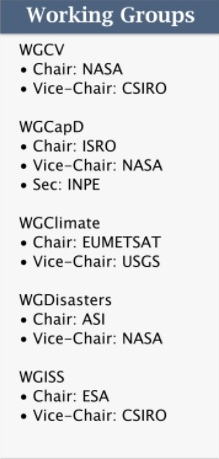 Working Groups
WGCV
• Chair: NASA
• Vice-Chair: CSIRO
WGCapD
• Chair: ISRO
• Vice-Chair: NASA
• Sec: INPE
WGClimate
• Chair: EUMETSAT
• Vice-Chair: USGS
WGDisasters
• Chair: ASI
• Vice-Chair: NASA
WGISS
• Chair: ESA
• Vice-Chair: CSIRO